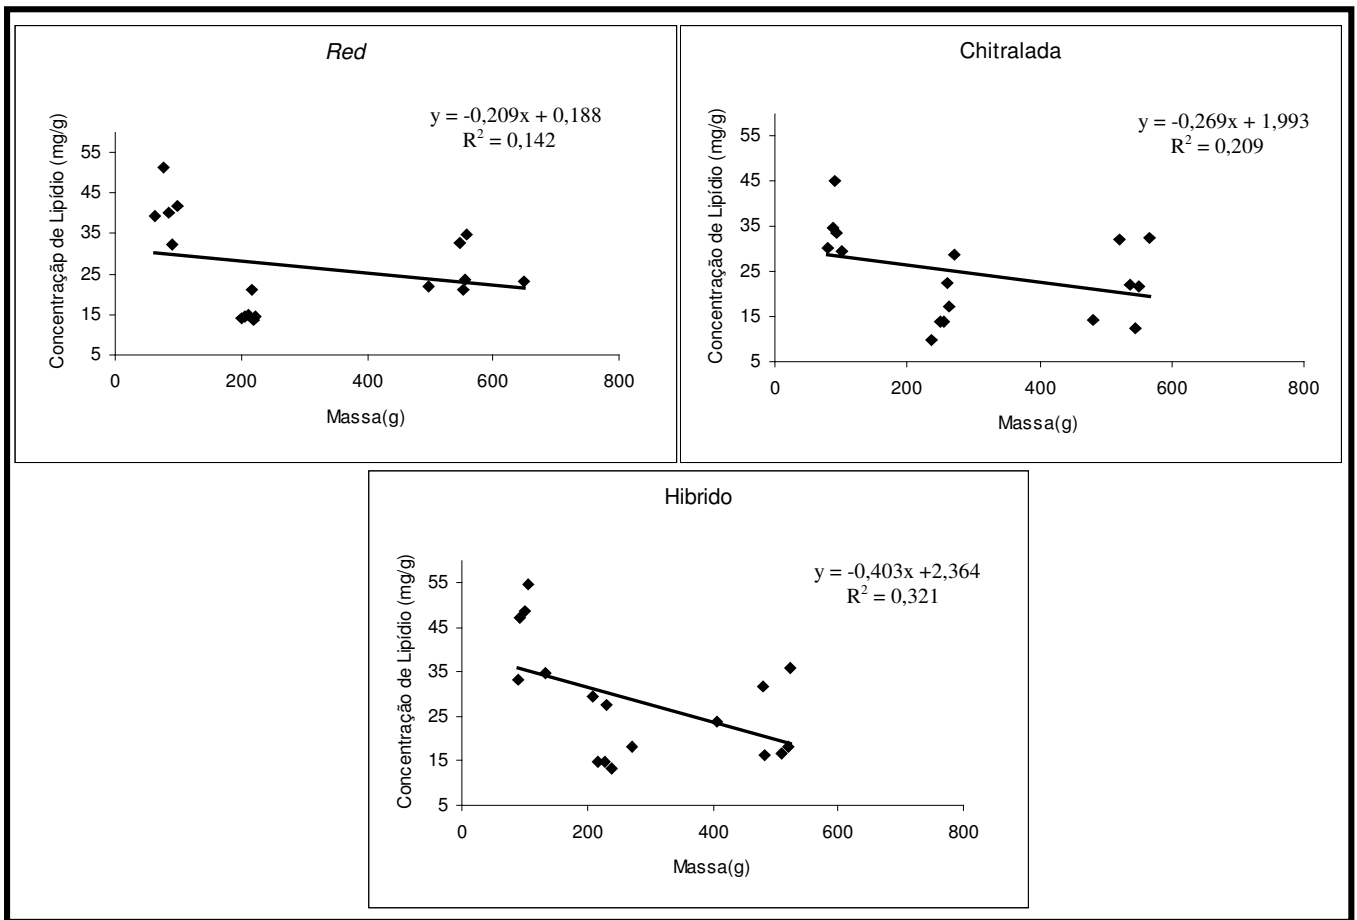 Red
y = -0,209x + 0,188
R² = 0,142
Concentraçãp de Lipídio (mg/g)
55
45
35
25
15
5
0 200 400 600 800
Massa(g)
Chitralada
y = -0,269x + 1,993
R² = 0,209
Concentração de Lipídio (mg/g)
55
45
35
25
15
5
0 200 400 600 800
Massa(g)
Hibrido
y = -0,403x +2,364
R² = 0,321
Concentração de Lipídio (mg/g)
55
45
35
25
15
5
0 200 400 600 800
Massa(g)